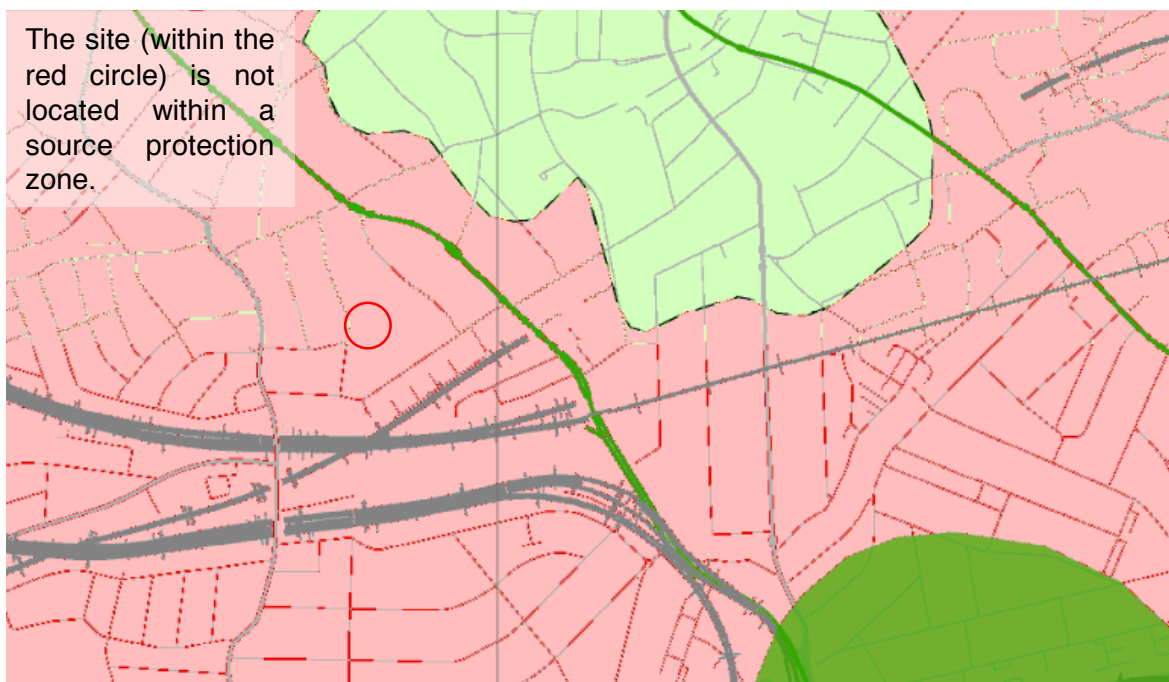 The site (within the
red circle) is not
located within a
source protection
zone.